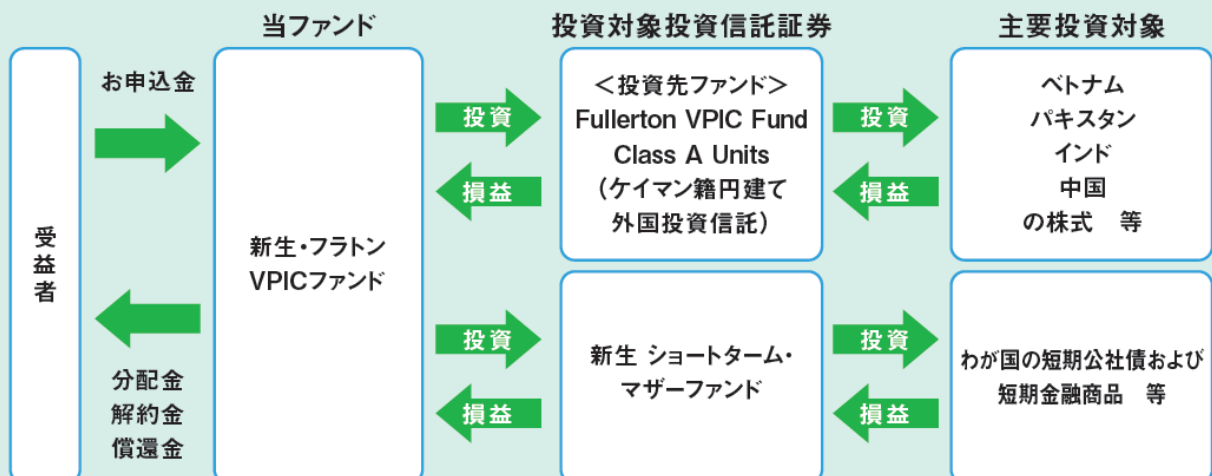 当ファンド
投資対象投資信託証券
主要投資対象
受益者
お申込金
分配金
解約金
償還金
新生・フラトン
VPICファンド
投資
損益
<投資先ファンド>
Fullerton VPIC Fund
Class A Units
(ケイマン籍円建て
外国投資信託)
投資
損益
ベトナム
パキスタン
インド
中国
の株式 等
投資
損益
新生 ショートターム・
マザーファンド
投資
損益
わが国の短期公社債および
短期金融商品 等